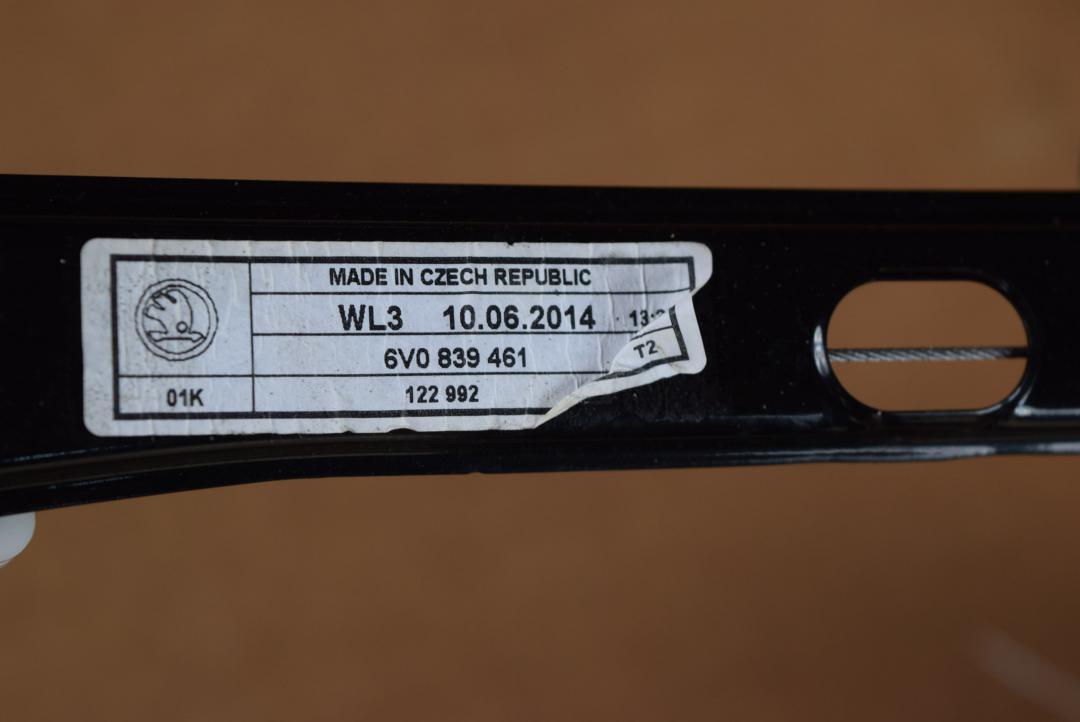 MADE IN CZECH REPUBLIC
WL3 10.06.2014
6V0 839 461 T2
01K 122 992